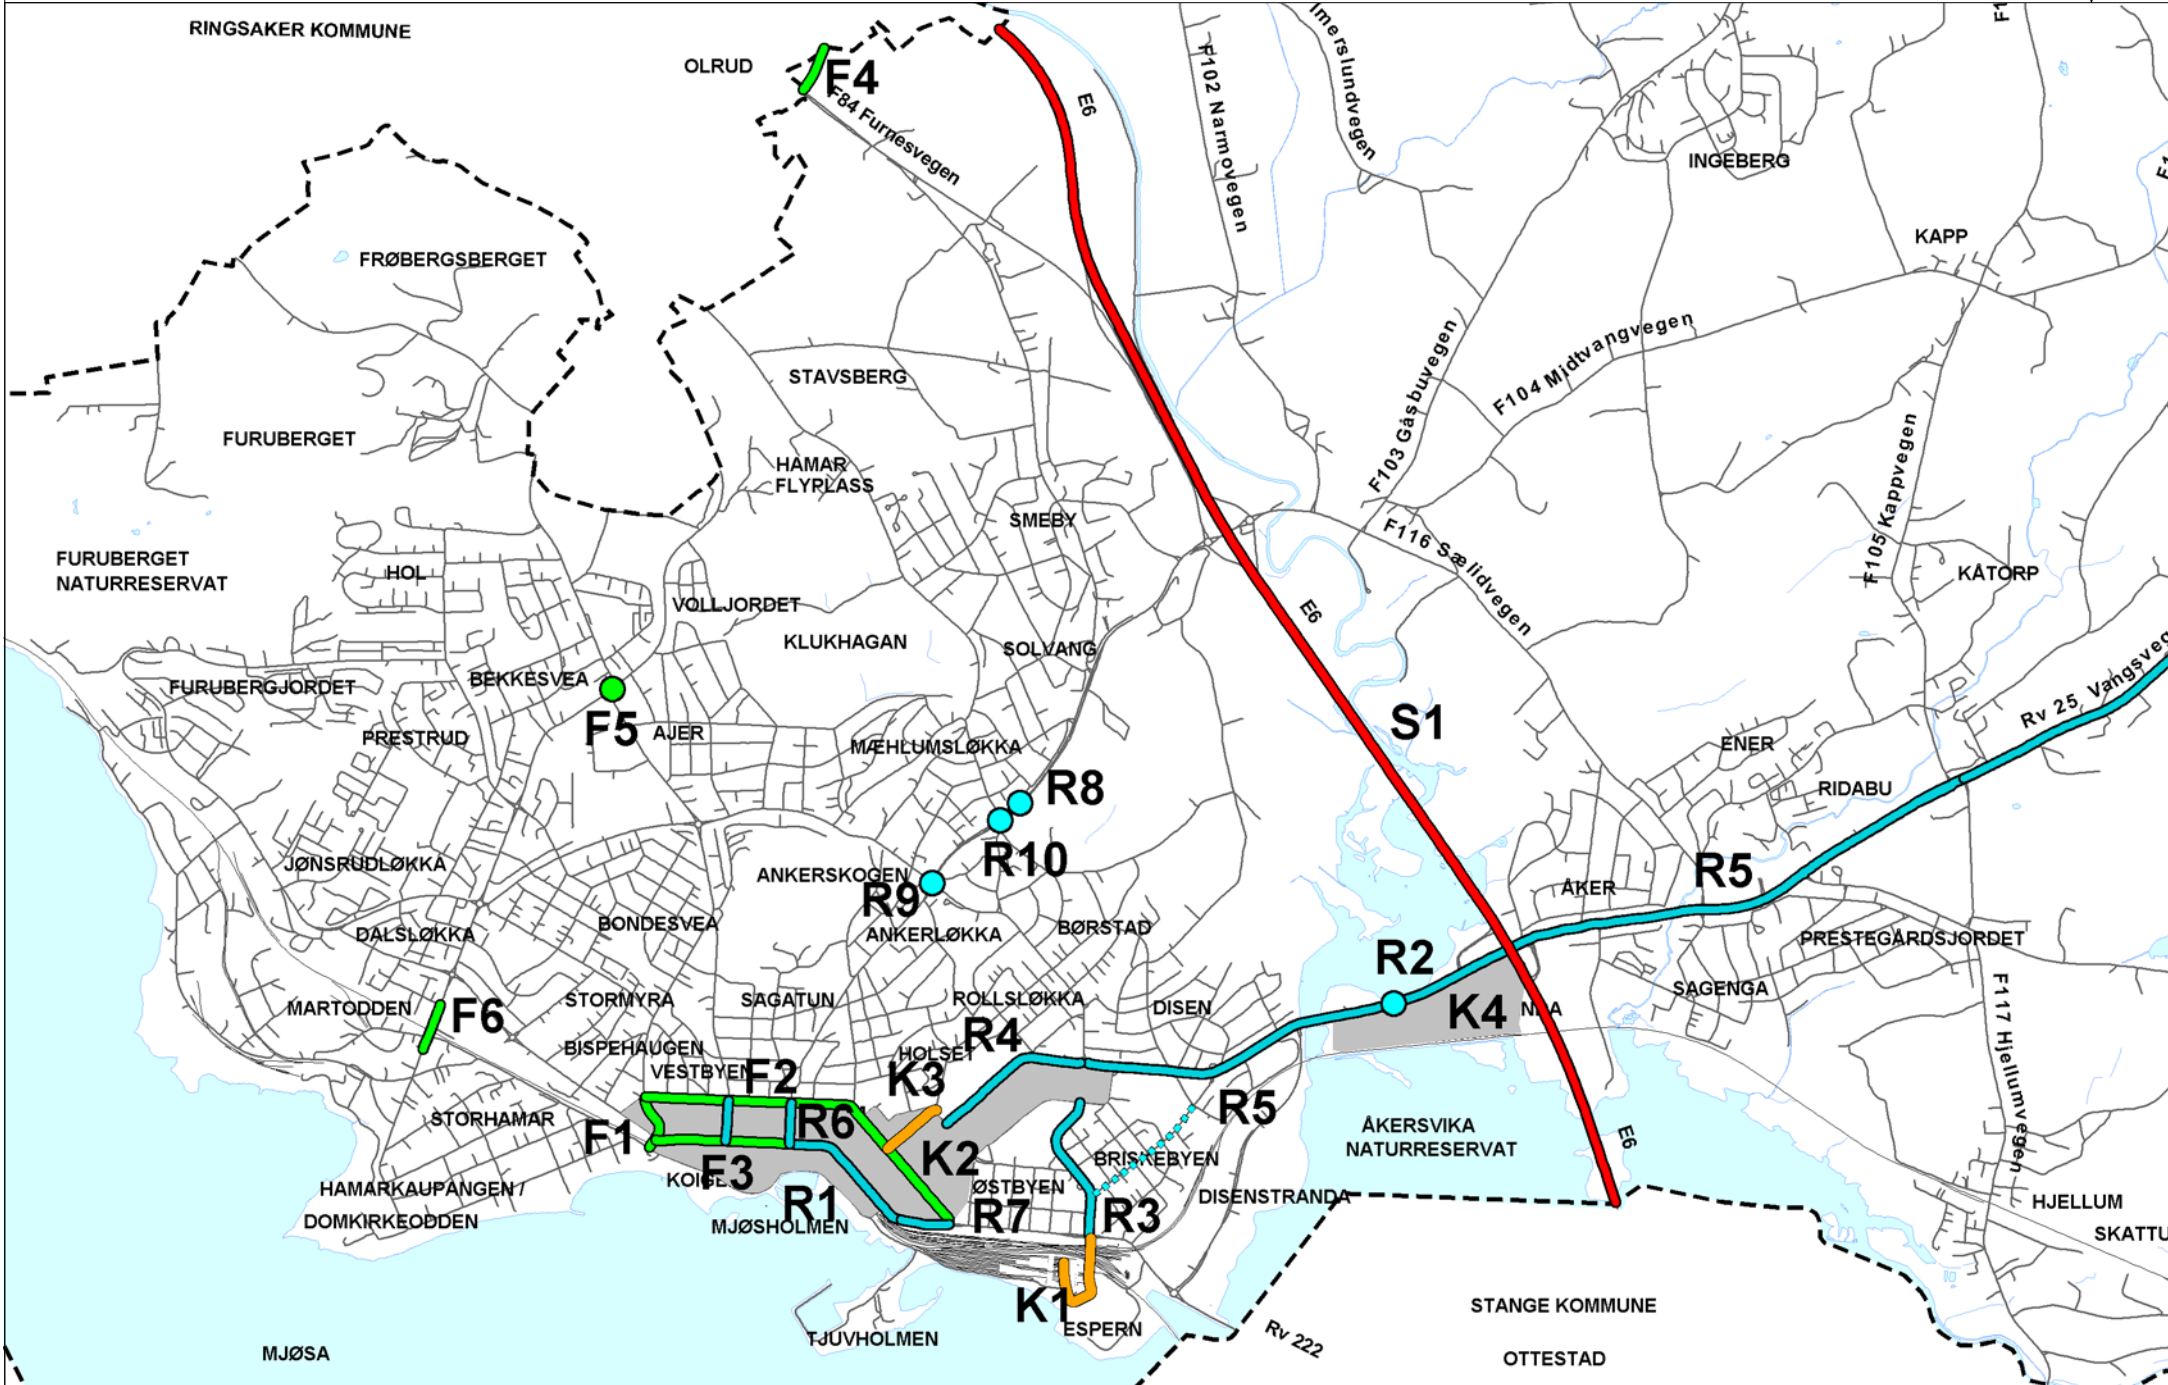 RINGSAKER KOMMUNE
OLRUD
F4
F84 Furnesvegen
E6
F102 Narmovegen
Imerslundvegen
INGEBERG
KAPP
FRØBERGSBERGET
F103 Gåsbuvegen
F104 Midtvangvegen
STAVSBERG
FURUBERGET
HAMAR
FLYPLASS
SMEBY
F116 Sælidvegen
F105 Kappvegen
FURUBERGET
NATURRESERVAT
HOL
KÅTORP
VOLLJORDET
KLUKHAGAN
SOLVANG
E6
FURUBERGJORDET
BEKKESVEA
Rv 25 Vangsveg
S1
F5
AJER
PRESTRUD
MÆHLUMSLØKKA
ENER
RIDABU
R8
R10
JØNSRUDLØKKA
ANKERSKOGEN
R9
R5
ÅKER
BONDESVEA
DALSLØKKA
ANKERLØKKA
BØRSTAD
PRESTEGÅRDSJORDET
R2
SAGENGA
MARTODDEN
F6
STORMYRA
SAGATUN
ROLLSLØKKA
DISEN
K4
F117 Hjellumvegen
R4
HOLSET
BISPEHAUGEN
VESTBYEN
F2
K3
STORHAMAR
F1
R6
R5
ÅKERSVIKA
NATURRESERVAT
E6
K2
BRISKEBYEN
F3
HAMARKAUPANGEN /
DOMKIRKEODDEN
R1
MJØSHOLMEN
ØSTBYEN
R7
R3
DISENSTRANDA
HJELLUM
SKATTU
K1
ESPERN
TJUVHOLMEN
Rv 222
STANGE KOMMUNE
OTTESTAD
MJØSA